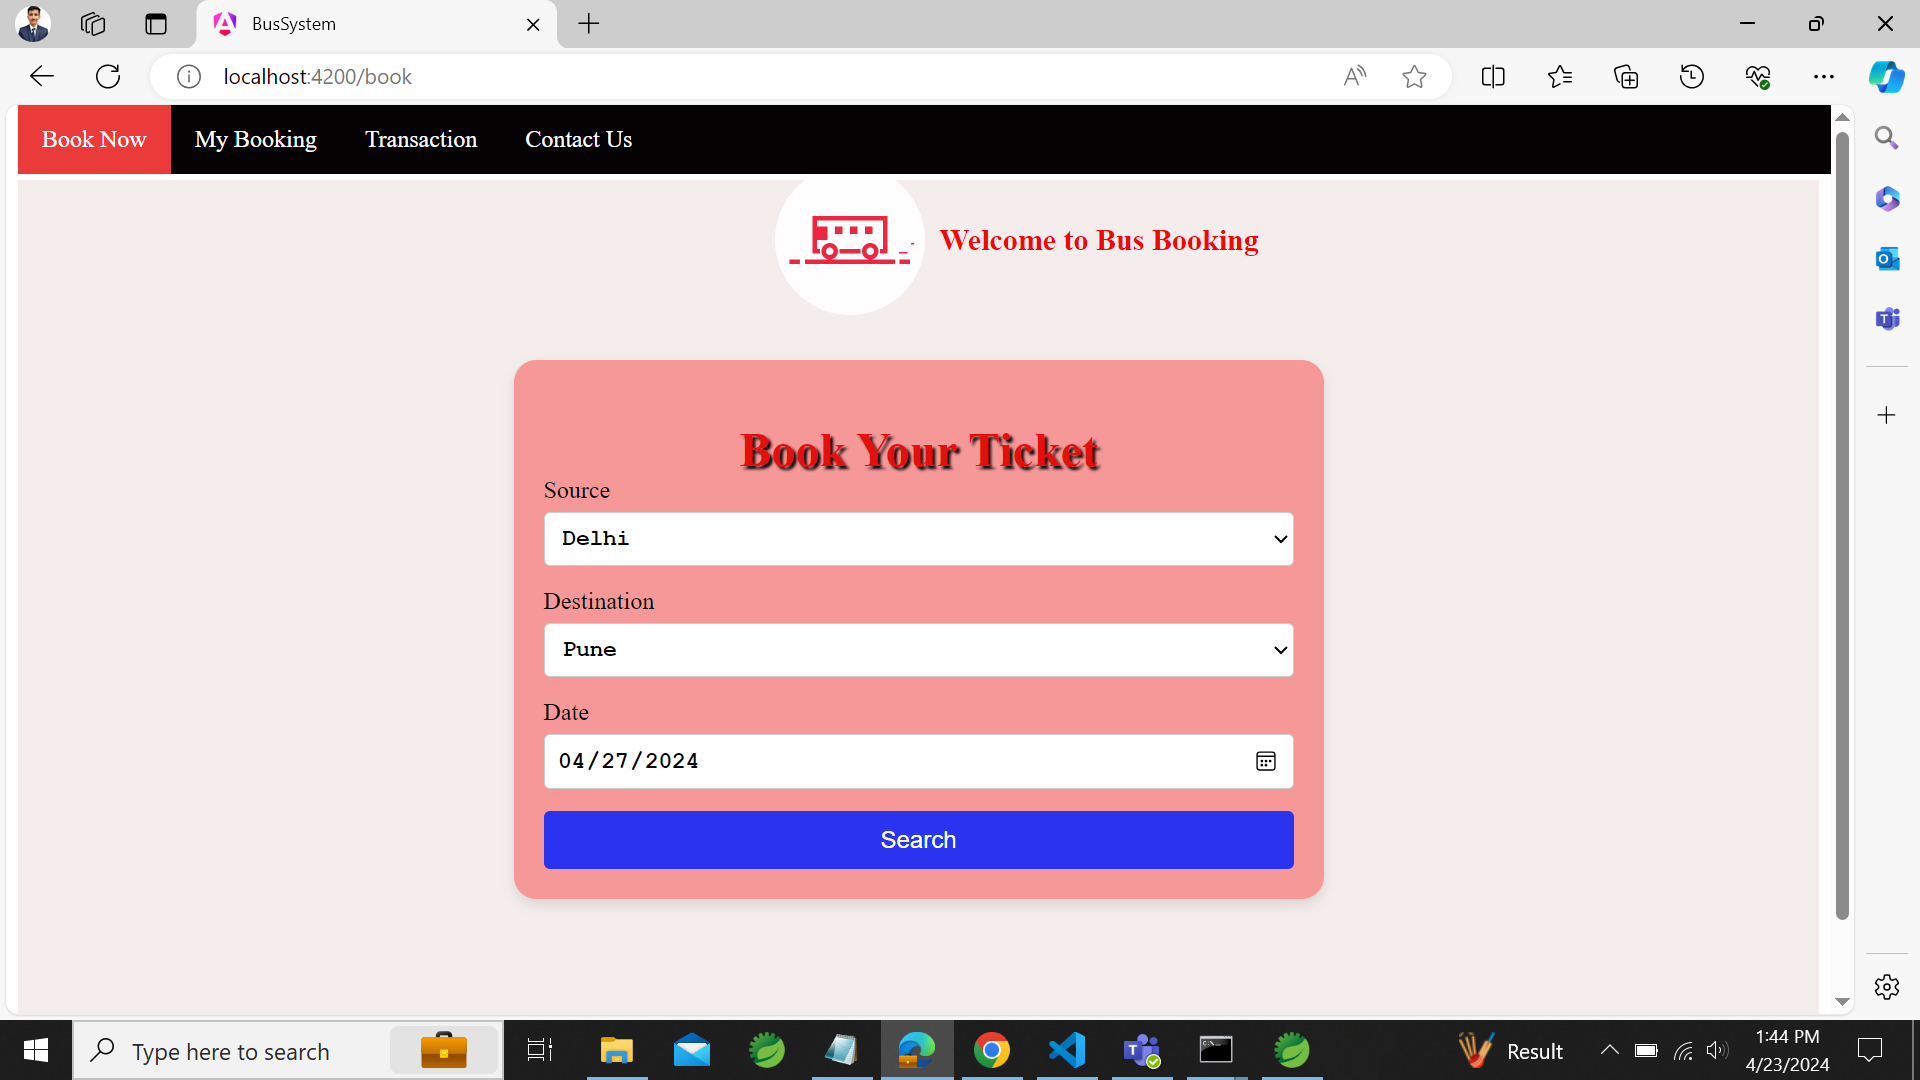 BusSystem
localhost:4200/book
Book Now
My Booking
Transaction
Contact Us
Welcome to Bus Booking
Book Your Ticket
Source
Delhi
Destination
Pune
Date
04/27/2024
Search
Type here to search
Result
1:44 PM
4/23/2024